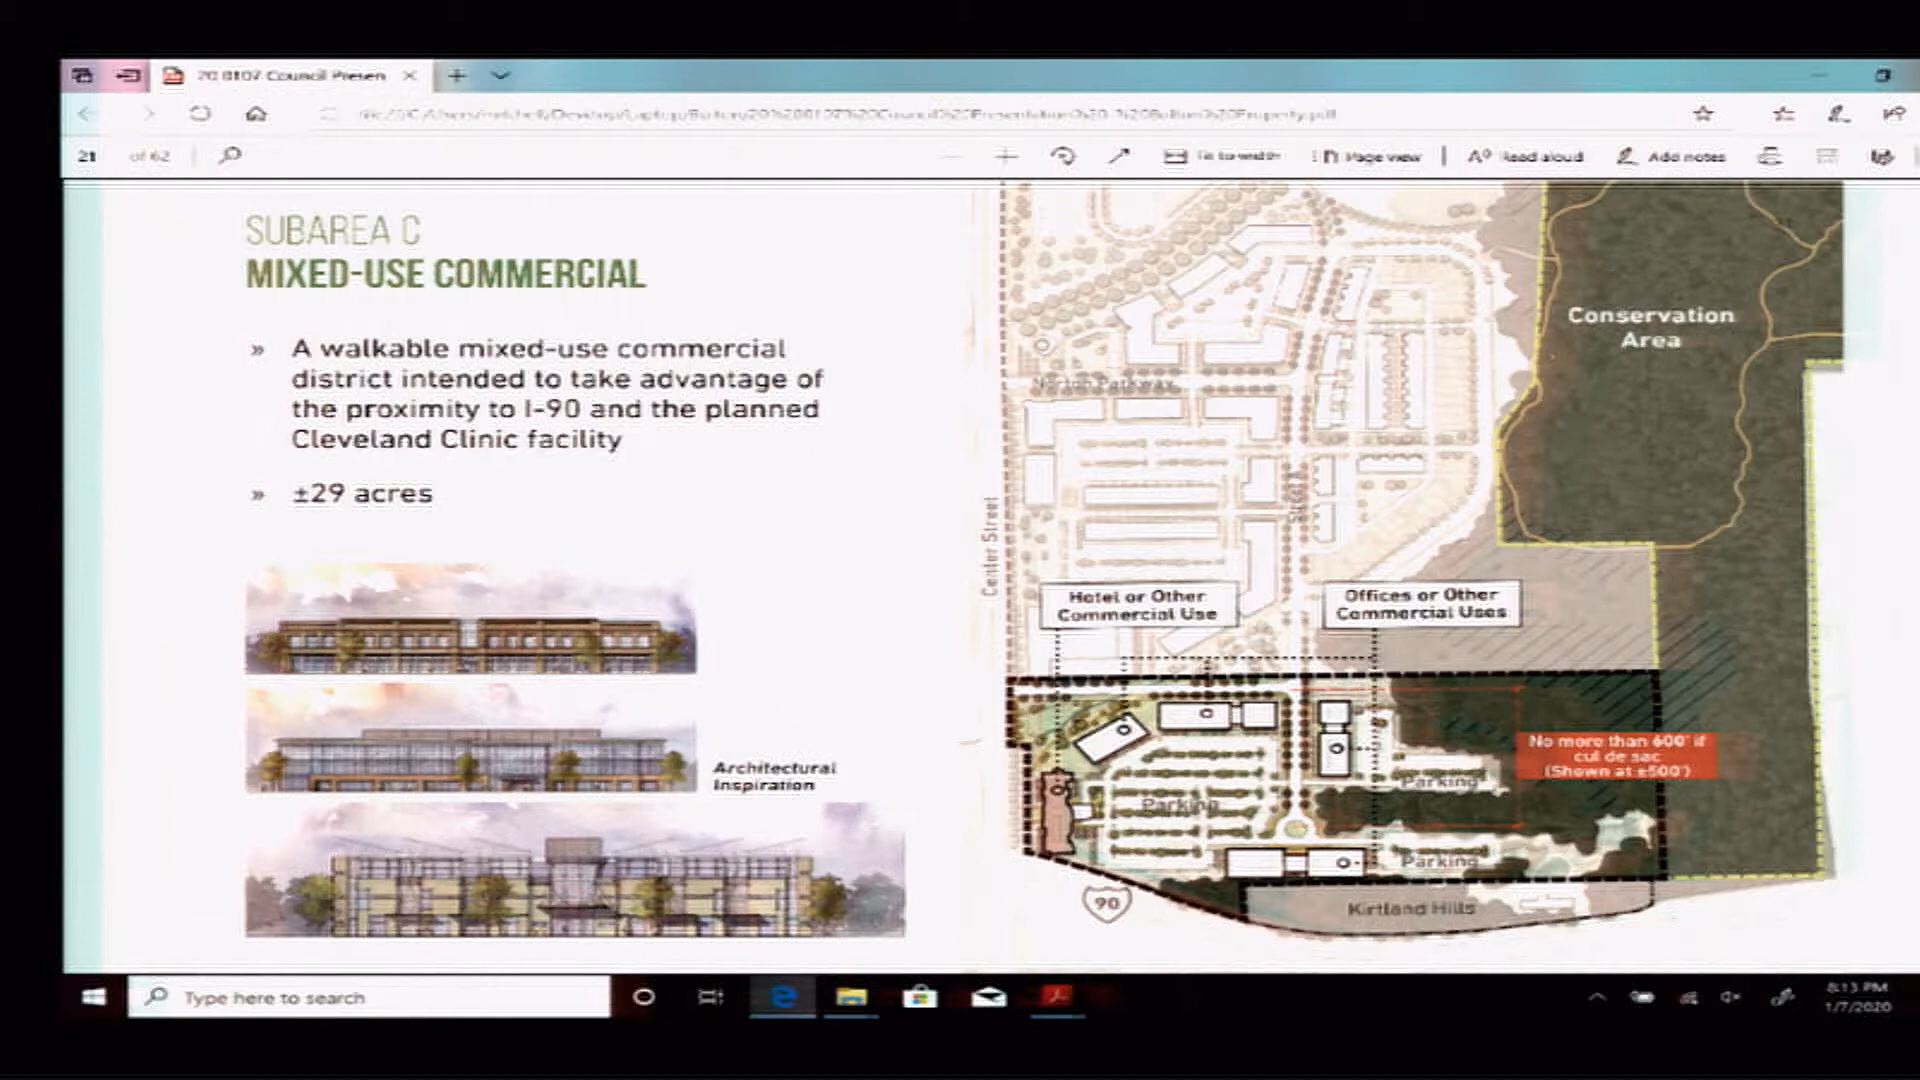 20 0107 Council Presen
21 of 62
Fit to width
Page view
Read aloud
Add notes
SUBAREA C
MIXED-USE COMMERCIAL
» A walkable mixed-use commercial
district intended to take advantage of
the proximity to I-90 and the planned
Cleveland Clinic facility
» ±29 acres
Architectural
Inspiration
Conservation
Area
Norton Parkway
Center Street
Hotel or Other
Commercial Use
Offices or Other
Commercial Uses
No more than 600' if
cul de sac
(Shown at ±500')
Parking
Parking
Parking
90
Kirtland Hills
Type here to search
8:13 PM
1/7/2020